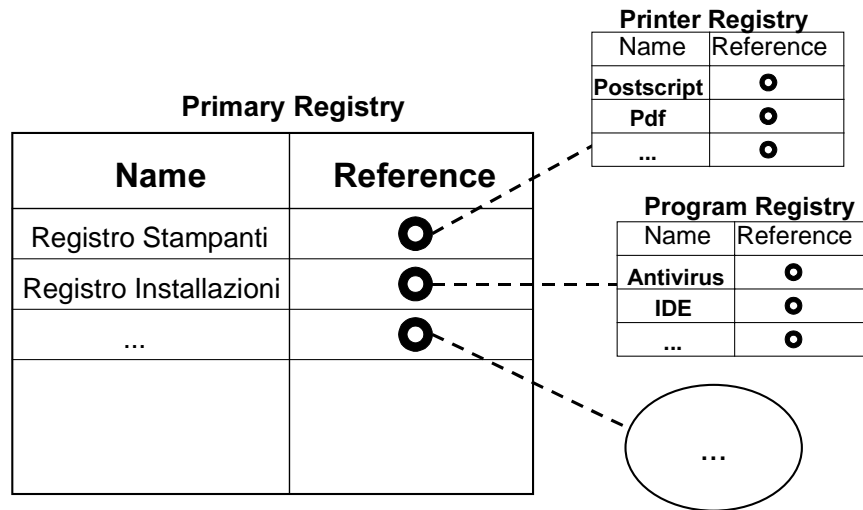 Primary Registry
Name Reference
Registro Stampanti
Registro Installazioni
...
Printer Registry
Name Reference
Postscript
Pdf
...
Program Registry
Name Reference
Antivirus
IDE
...
...